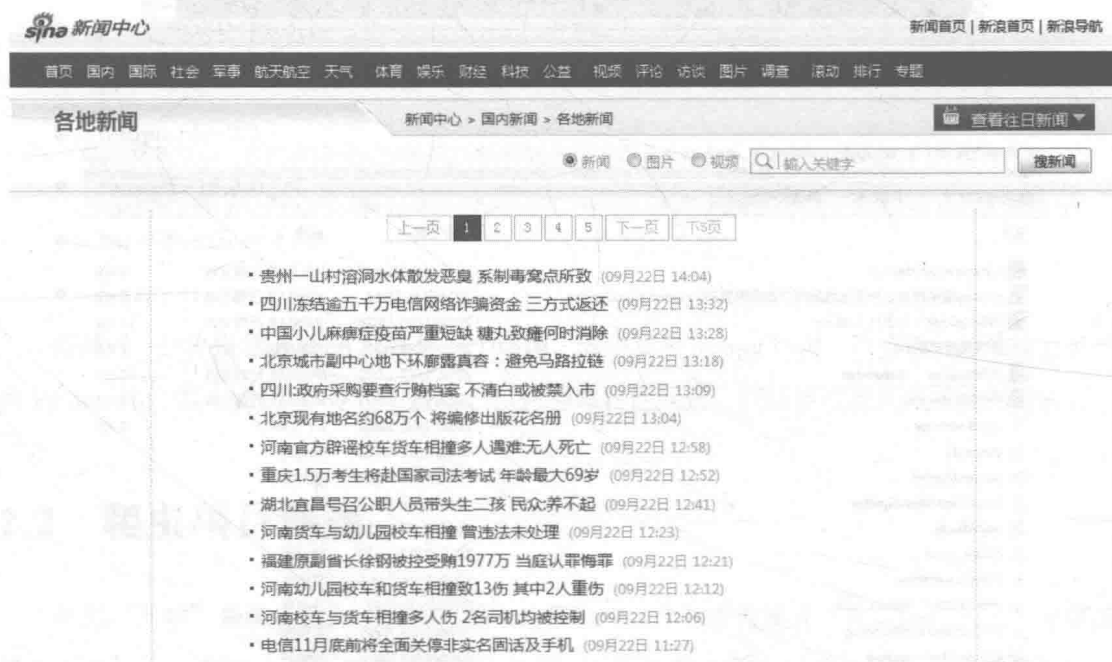 sina 新闻中心
新闻首页 | 新浪首页 | 新浪导航
首页 国内 国际 社会 军事 航天航空 天气 体育 娱乐 财经 科技 公益 视频 评论 访谈 图片 调查 滚动 排行 专题
各地新闻
新闻中心 > 国内新闻 > 各地新闻
查看往日新闻
新闻 图片 视频 输入关键字 搜新闻
上一页 1 2 3 4 5 下一页 下5页
贵州一山村溶洞水体散发恶臭 系制毒窝点所致 (09月22日 14:04)
四川冻结逾五千万电信网络诈骗资金 三方式返还 (09月22日 13:32)
中国小儿麻痹症疫苗严重短缺 糖丸致瘫何时消除 (09月22日 13:28)
北京城市副中心地下环廊露真容：避免马路拉链 (09月22日 13:18)
四川:政府采购要查行贿档案 不清白或被禁入市 (09月22日 13:09)
北京现有地名约68万个 将编修出版花名册 (09月22日 13:04)
河南官方辟谣校车货车相撞多人遇难:无人死亡 (09月22日 12:58)
重庆1.5万考生将赴国家司法考试 年龄最大69岁 (09月22日 12:52)
湖北宜昌号召公职人员带头生二孩 民众:养不起 (09月22日 12:41)
河南货车与幼儿园校车相撞 曾违法未处理 (09月22日 12:23)
福建原副省长徐钢被控受贿1977万 当庭认罪悔罪 (09月22日 12:21)
河南幼儿园校车和货车相撞致13伤 其中2人重伤 (09月22日 12:12)
河南校车与货车相撞多人伤 2名司机均被控制 (09月22日 12:06)
电信11月底前将全面关停非实名固话及手机 (09月22日 11:27)